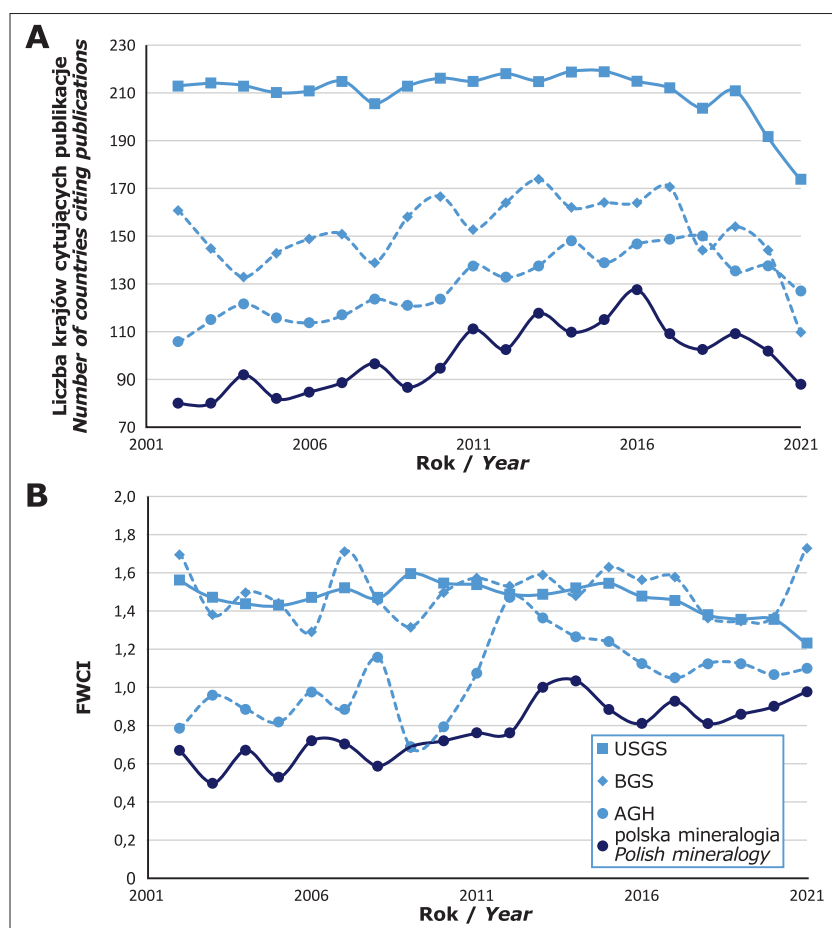 A
Liczba krajów cytujących publikacje
Number of countries citing publications
230
210
190
170
150
130
110
90
70
2001
2006
2011
2016
2021
Rok / Year
B
FWCI
2,0
1,8
1,6
1,4
1,2
1,0
0,8
0,6
0,4
0,2
0
USGS
BGS
AGH
polska mineralogia
Polish mineralogy
2001
2006
2011
2016
2021
Rok / Year